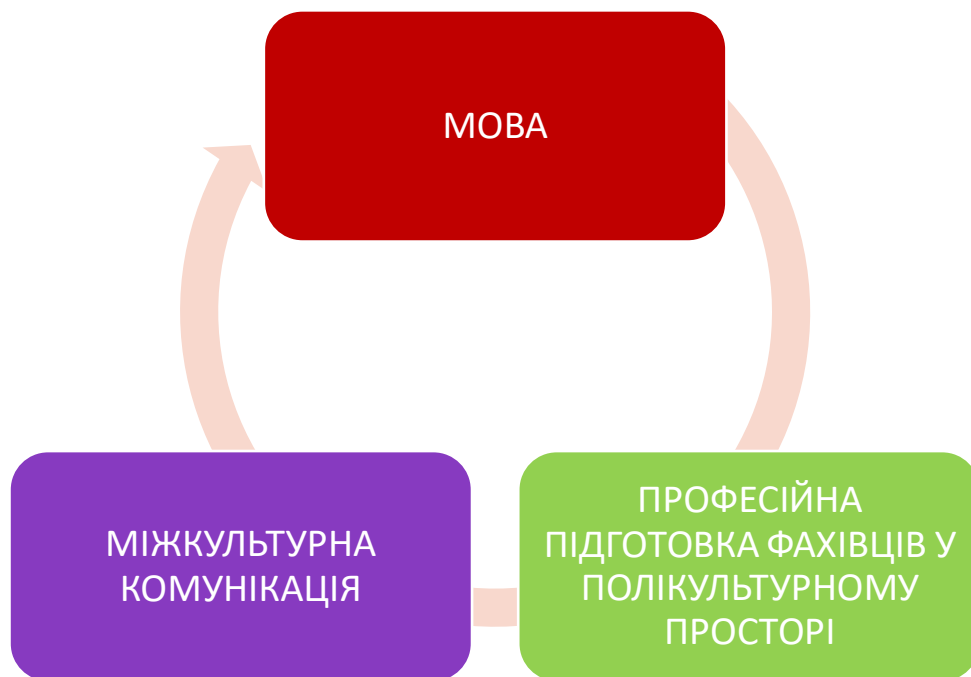 МОВА
МІЖКУЛЬТУРНА
КОМУНІКАЦІЯ
ПРОФЕСІЙНА
ПІДГОТОВКА ФАХІВЦІВ У
ПОЛІКУЛЬТУРНОМУ
ПРОСТОРІ